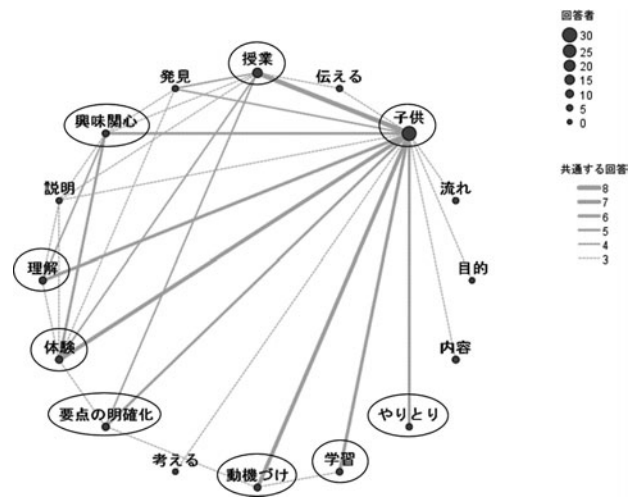 授業
発見
伝える
興味関心
子供
説明
流れ
理解
目的
体験
内容
要点の明確化
やりとり
考える
動機づけ
学習
回答者
30
25
20
15
10
5
0
共通する回答
8
7
6
5
4
3